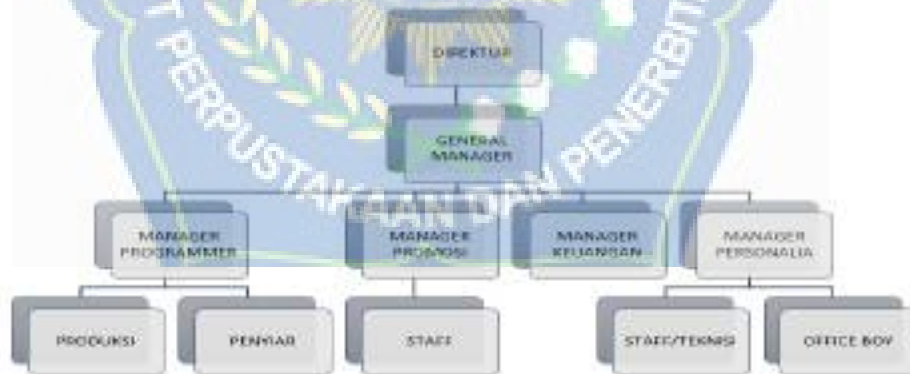 DIREKTUR
GENERAL
MANAGER
MANAGER
PROGRAMMER
MANAGER
PROMOSI
MANAGER
KEUANGAN
MANAGER
PERSONALIA
PRODUKSI
PENYIAR
STAFF
STAFF/TEKNISI
OFFICE BOY
T PERPUSTAKAAN DAN PENERBIT